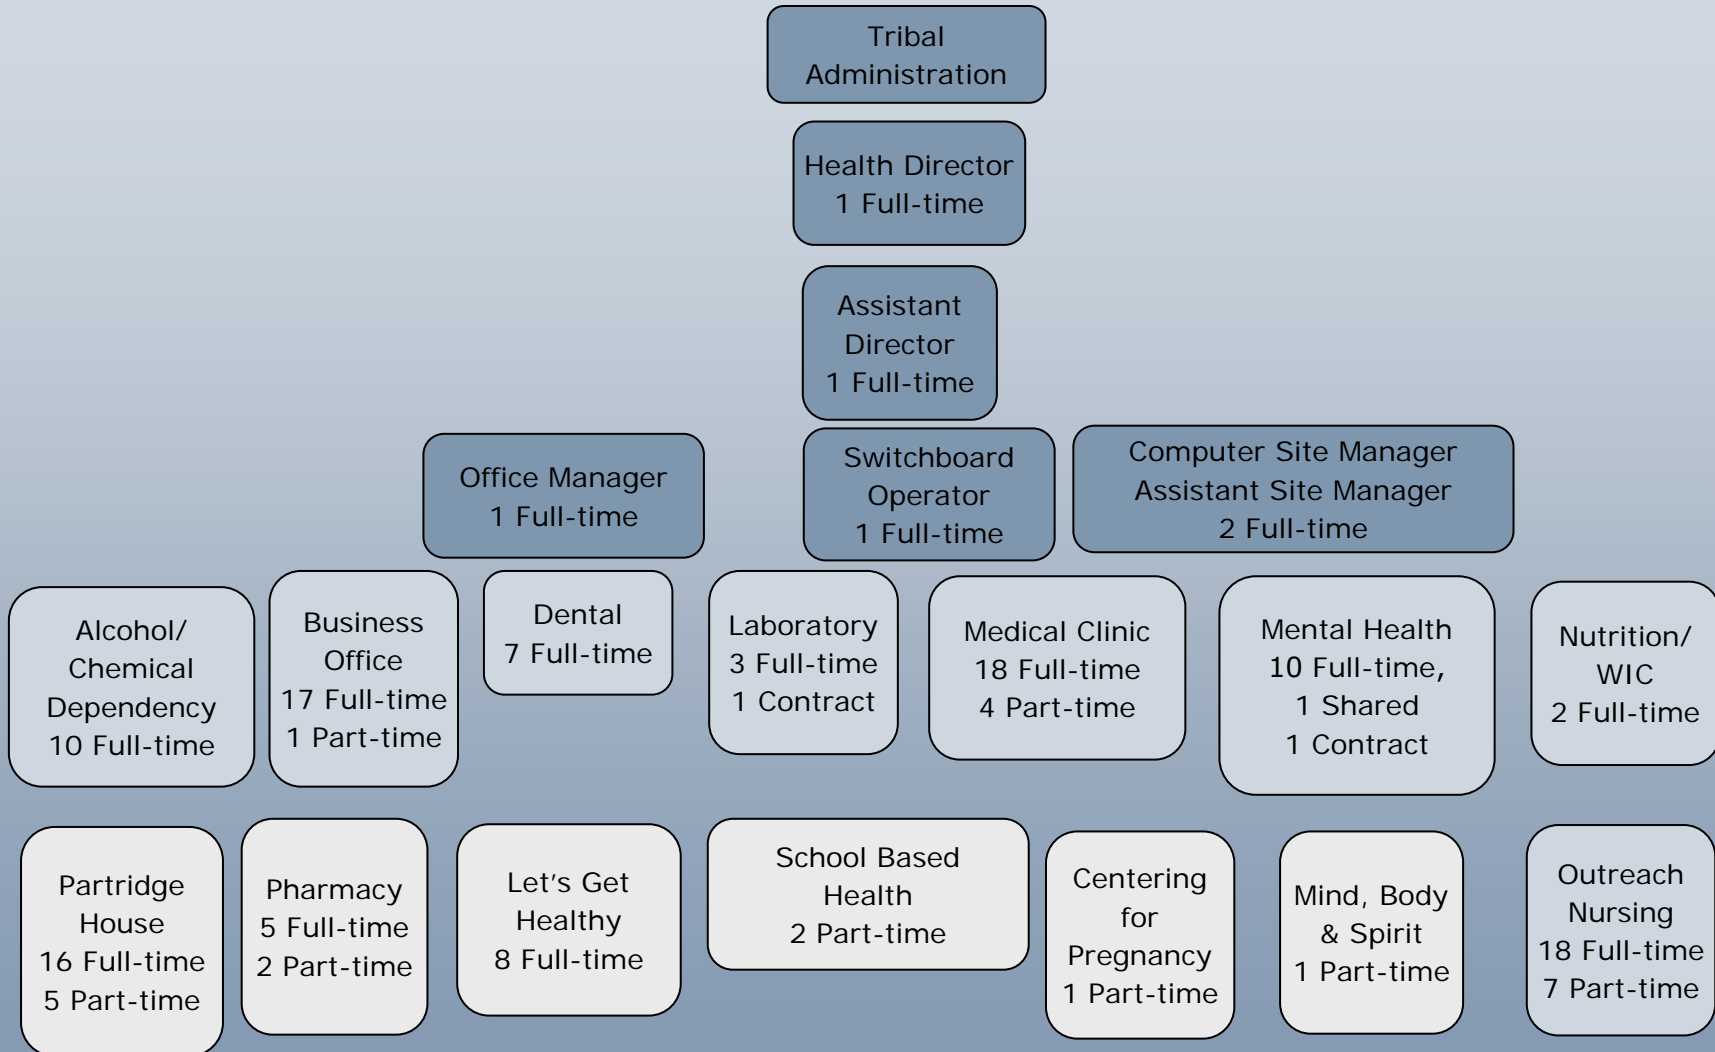 Tribal
Administration
Health Director
1 Full-time
Assistant
Director
1 Full-time
Office Manager
1 Full-time
Switchboard
Operator
1 Full-time
Computer Site Manager
Assistant Site Manager
2 Full-time
Alcohol/
Chemical
Dependency
10 Full-time
Business
Office
17 Full-time
1 Part-time
Dental
7 Full-time
Laboratory
3 Full-time
1 Contract
Medical Clinic
18 Full-time
4 Part-time
Mental Health
10 Full-time,
1 Shared
1 Contract
Nutrition/
WIC
2 Full-time
Partridge
House
16 Full-time
5 Part-time
Pharmacy
5 Full-time
2 Part-time
Let's Get
Healthy
8 Full-time
School Based
Health
2 Part-time
Centering
for
Pregnancy
1 Part-time
Mind, Body
& Spirit
1 Part-time
Outreach
Nursing
18 Full-time
7 Part-time